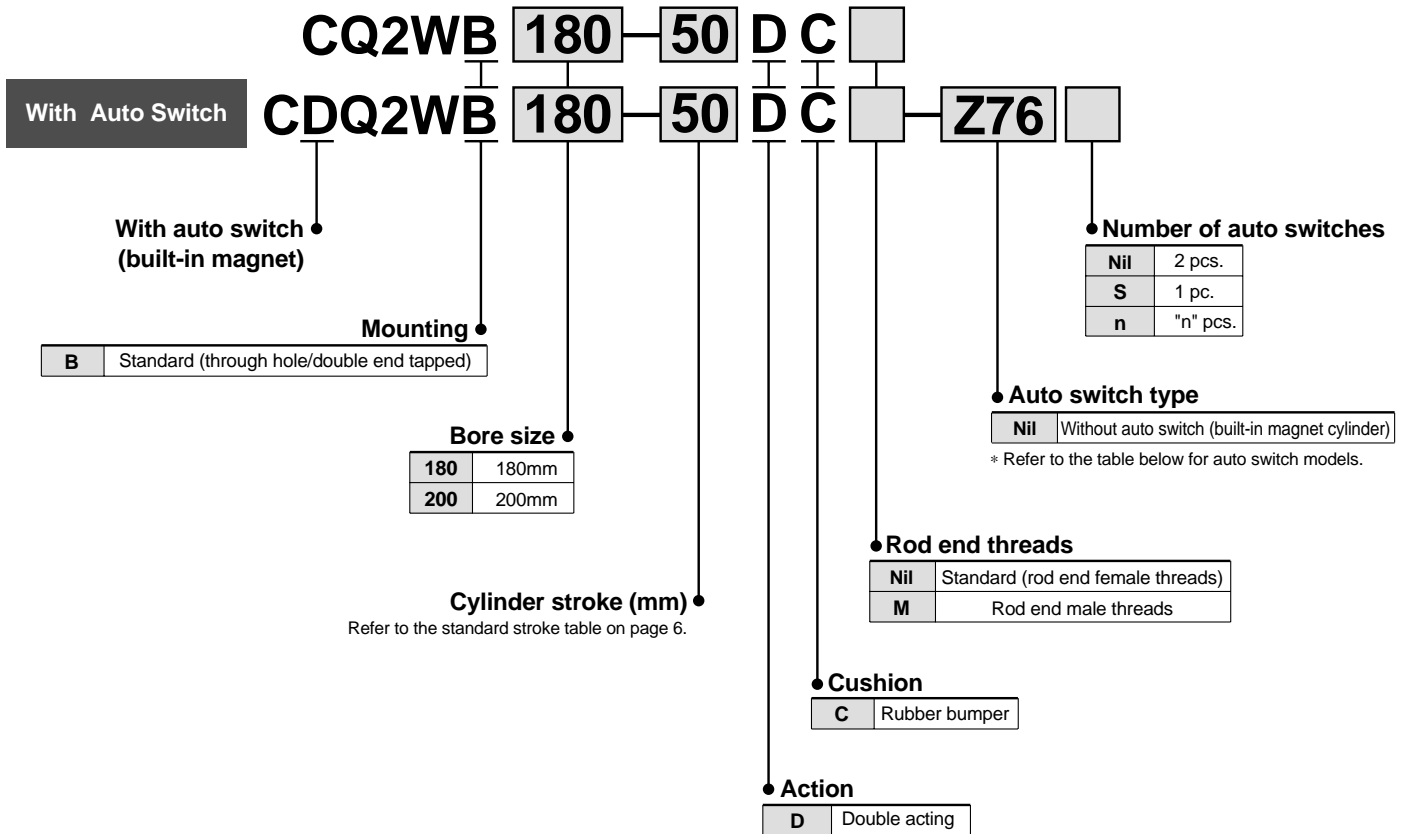 CQ2WB 180-50 D C
With Auto Switch CDQ2WB 180-50 D C - Z76
With auto switch
(built-in magnet)
Number of auto switches
Nil 2 pcs.
S 1 pc.
n "n" pcs.
Mounting
B Standard (through hole/double end tapped)
Auto switch type
Nil Without auto switch (built-in magnet cylinder)
* Refer to the table below for auto switch models.
Bore size
180 180mm
200 200mm
Rod end threads
Nil Standard (rod end female threads)
M Rod end male threads
Cylinder stroke (mm)
Refer to the standard stroke table on page 6.
Cushion
C Rubber bumper
Action
D Double acting